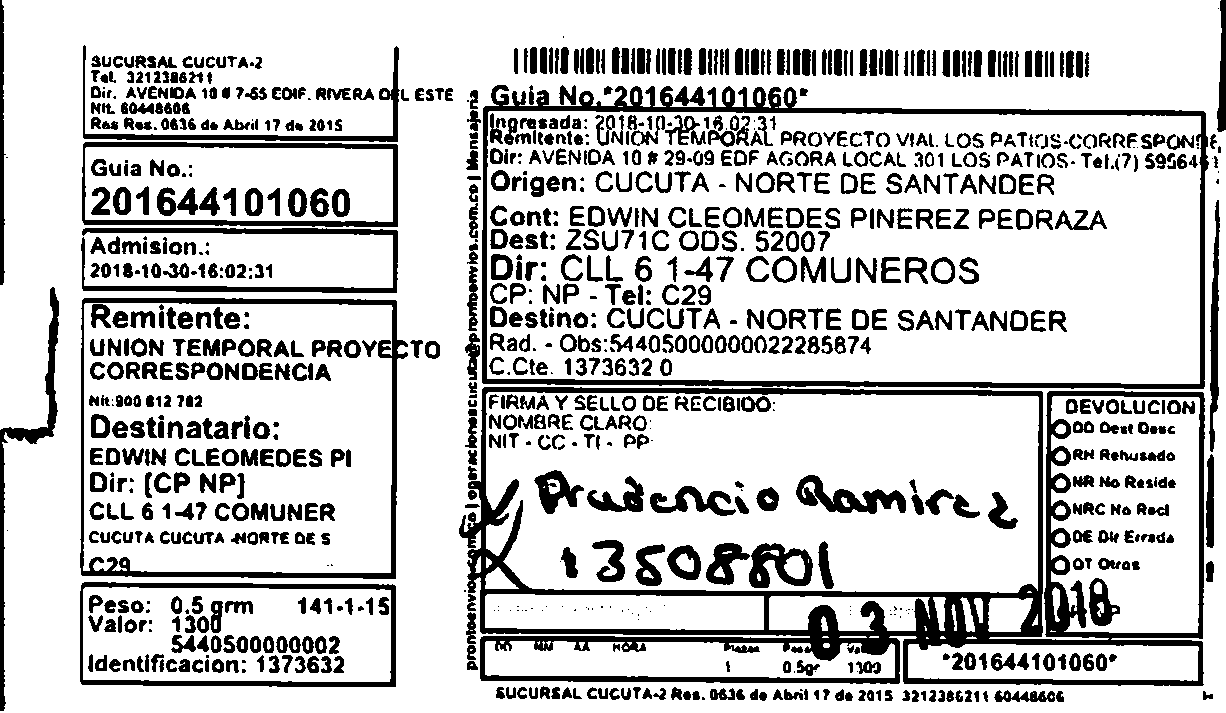 SUCURSAL CUCUTA-2
Tel. 3212386211
Dir. AVENIDA 10 # 7-55 EDIF. RIVERA DEL ESTE
Nit. 60448606
Res Res. 0636 de Abril 17 de 2015
Guia No.:
201644101060
Admision.:
2018-10-30-16:02:31
Remitente:
UNION TEMPORAL PROYECTO
CORRESPONDENCIA
Nit:900 612 782
Destinatario:
EDWIN CLEOMEDES PI
Dir: [CP NP]
CLL 6 1-47 COMUNER
CUCUTA CUCUTA -NORTE DE S
C29
Peso: 0.5 grm 141-1-15
Valor: 1300
5440500000002
Identificacion: 1373632
prontoenvios.com.co | operacionescucuta@prontoenvios.com.co | Mensajeria
Guia No.*201644101060*
Ingresada: 2018-10-30-16:02:31
Remitente: UNION TEMPORAL PROYECTO VIAL LOS PATIOS-CORRESPONDE
Dir: AVENIDA 10 # 29-09 EDF AGORA LOCAL 301 LOS PATIOS- Tel.(7) 5956451
Origen: CUCUTA - NORTE DE SANTANDER
Cont: EDWIN CLEOMEDES PINEREZ PEDRAZA
Dest: ZSU71C ODS. 52007
Dir: CLL 6 1-47 COMUNEROS
CP: NP - Tel: C29
Destino: CUCUTA - NORTE DE SANTANDER
Rad. - Obs:54405000000022285874
C.Cte. 1373632 0
FIRMA Y SELLO DE RECIBIDO:
NOMBRE CLARO:
NIT - CC - TI - PP:
Prudencio Ramirez
13508801
03 NOV 2018
DEVOLUCION
DD Dest Desc
RH Rehusado
NR No Reside
NRC No Recl
DE Dir Errada
OT Otros
DD MM AA HORA Piezas
1 0.5gr 1300
*201644101060*
SUCURSAL CUCUTA-2 Res. 0636 de Abril 17 de 2015 3212386211 60448606